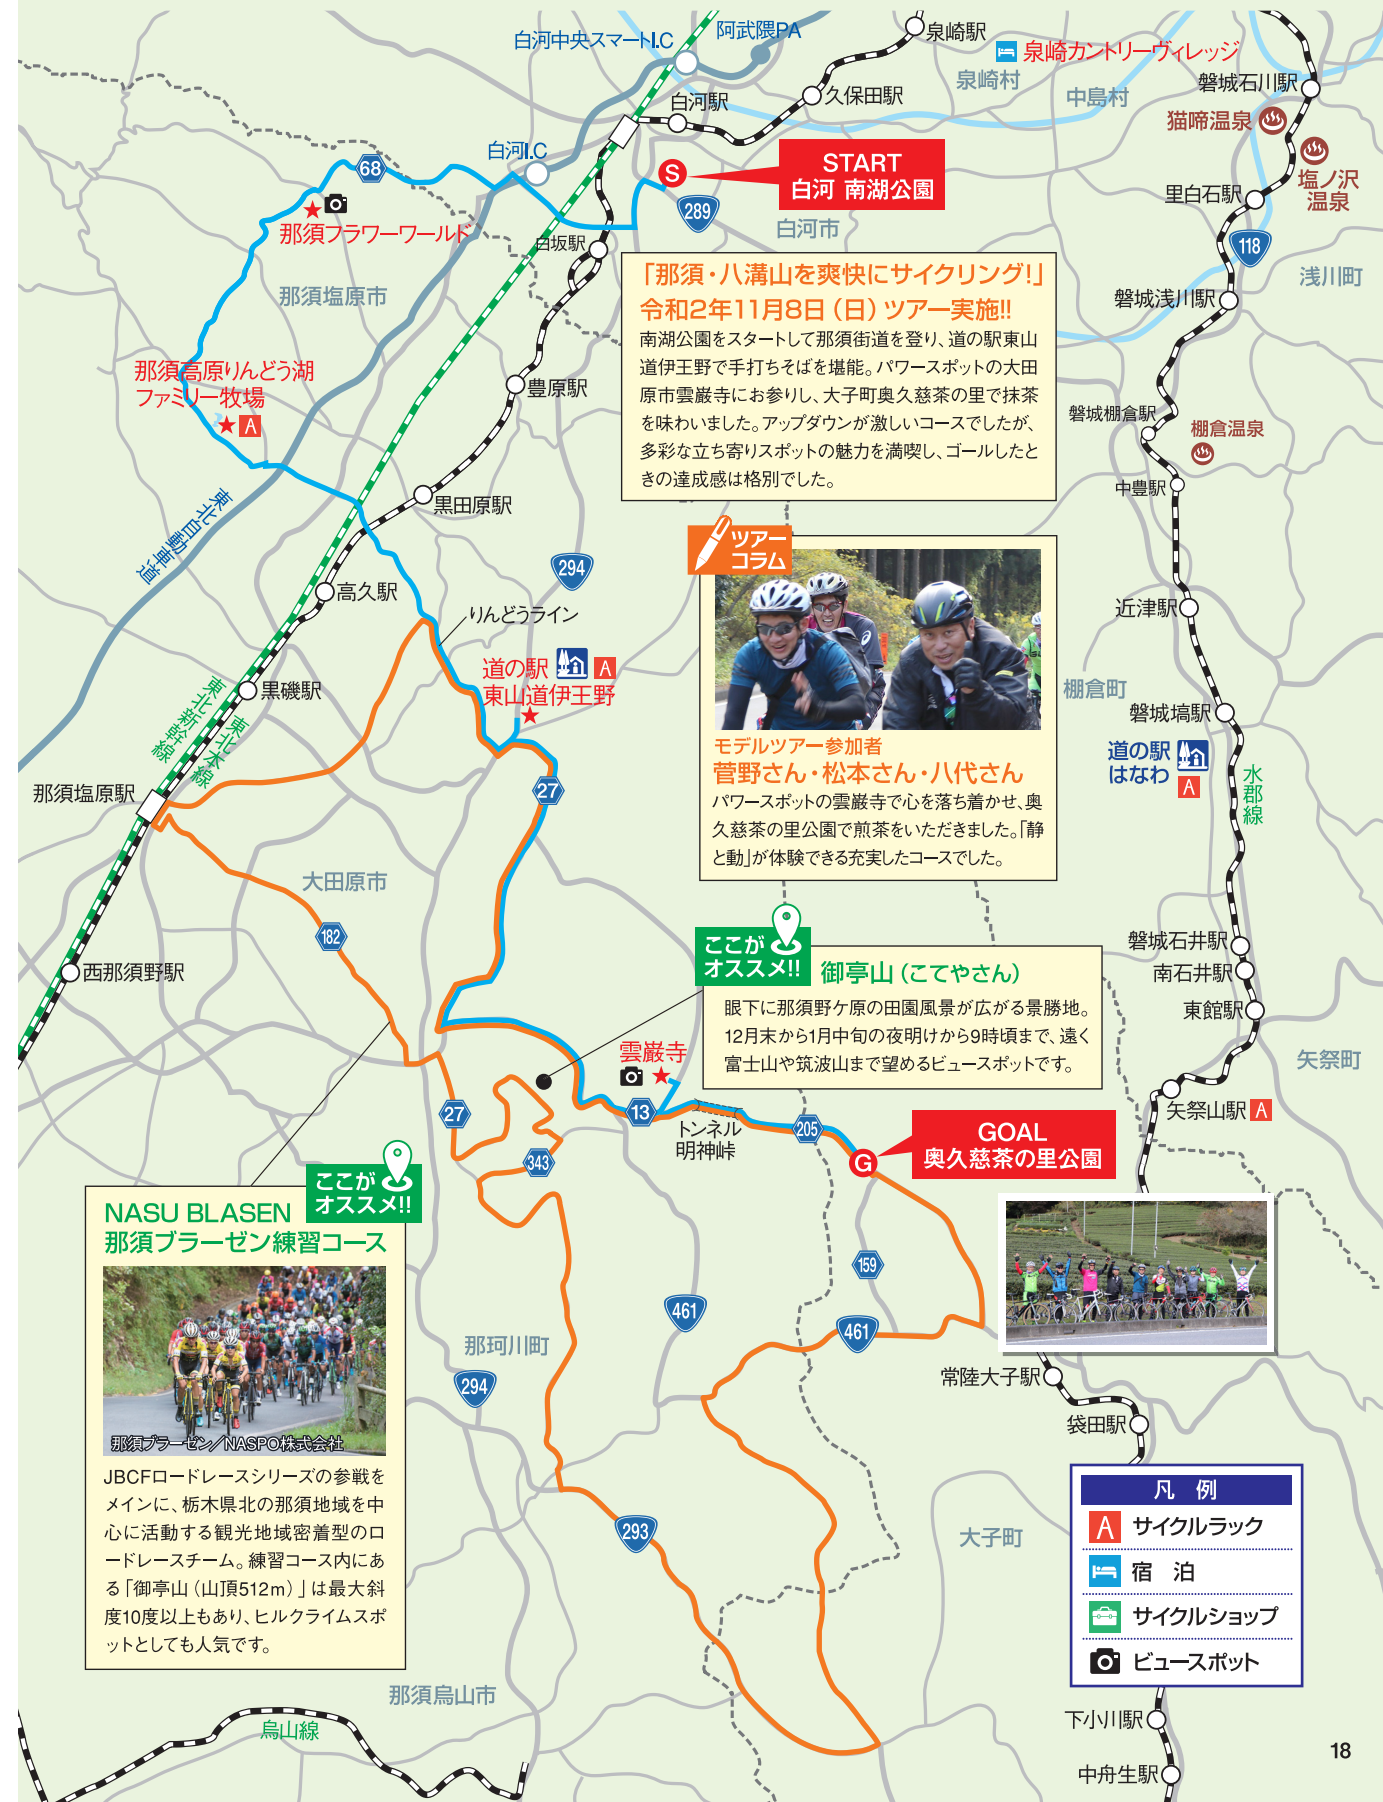 白河中央スマートI.C
阿武隈PA
泉崎駅
泉崎カントリーヴィレッジ
泉崎村
磐城石川駅
中島村
久保田駅
白河駅
猫啼温泉
白河I.C
START
白河 南湖公園
S
68
塩ノ沢
温泉
里白石駅
289
那須フラワーワールド
白河市
白坂駅
118
浅川町
那須塩原市
磐城浅川駅
「那須・八溝山を爽快にサイクリング!」
令和2年11月8日(日)ツアー実施!!
南湖公園をスタートして那須街道を登り、道の駅東山
道伊王野で手打ちそばを堪能。パワースポットの大田
原市雲巌寺にお参りし、大子町奥久慈茶の里で抹茶
を味わいました。アップダウンが激しいコースでしたが、
多彩な立ち寄りスポットの魅力を満喫し、ゴールしたと
きの達成感は格別でした。
那須高原りんどう湖
ファミリー牧場
A
豊原駅
磐城棚倉駅
棚倉温泉
中豊駅
黒田原駅
東北自動車道
ツアー
コラム
294
高久駅
りんどうライン
近津駅
道の駅
A
東山道伊王野
黒磯駅
東北新幹線
東北本線
棚倉町
磐城塙駅
道の駅
はなわ
A
水郡線
モデルツアー参加者
菅野さん・松本さん・八代さん
パワースポットの雲巌寺で心を落ち着かせ、奥
久慈茶の里公園で煎茶をいただきました。「静
と動」が体験できる充実したコースでした。
那須塩原駅
27
大田原市
182
西那須野駅
磐城石井駅
南石井駅
東館駅
ここが
オススメ!!
御亭山(こてやさん)
眼下に那須野ケ原の田園風景が広がる景勝地。
12月末から1月中旬の夜明けから9時頃まで、遠く
富士山や筑波山まで望めるビュースポットです。
雲巌寺
矢祭町
矢祭山駅
A
27
13
トンネル
明神峠
205
GOAL
奥久慈茶の里公園
G
343
ここが
オススメ!!
NASU BLASEN
那須ブラーゼン練習コース
那須ブラーゼン/NASPO株式会社
JBCFロードレースシリーズの参戦を
メインに、栃木県北の那須地域を中
心に活動する観光地域密着型のロ
ードレースチーム。練習コース内にあ
る「御亭山(山頂512m)」は最大斜
度10度以上もあり、ヒルクライムスポ
ットとしても人気です。
159
461
461
那珂川町
294
常陸大子駅
袋田駅
293
大子町
凡 例
A サイクルラック
宿 泊
サイクルショップ
ビュースポット
那須烏山市
烏山線
下小川駅
中舟生駅
18